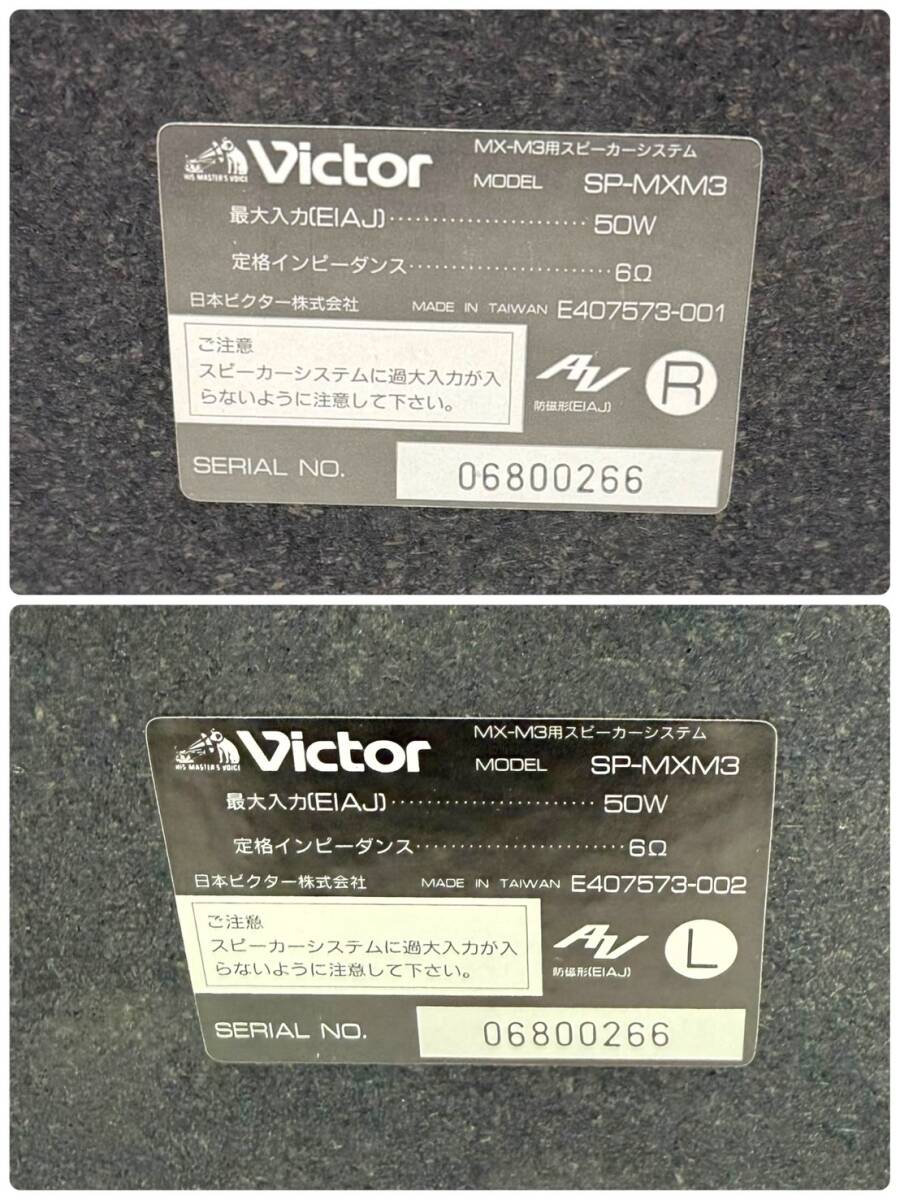 MX-M3用スピーカーシステム
Victor
HIS MASTER'S VOICE
MODEL SP-MXM3
最大入力(EIAJ)・・・・・・・・・・・・・・・・・・・・50W
定格インピーダンス・・・・・・・・・・・・・・・・・・・・6Ω
日本ビクター株式会社 MADE IN TAIWAN E407573-001
ご注意
スピーカーシステムに過大入力が入
らないように注意して下さい。
AV
防磁形(EIAJ)
R
SERIAL NO. 06800266
MX-M3用スピーカーシステム
Victor
HIS MASTER'S VOICE
MODEL SP-MXM3
最大入力(EIAJ)・・・・・・・・・・・・・・・・・・・・50W
定格インピーダンス・・・・・・・・・・・・・・・・・・・・6Ω
日本ビクター株式会社 MADE IN TAIWAN E407573-002
ご注意
スピーカーシステムに過大入力が入
らないように注意して下さい。
AV
防磁形(EIAJ)
L
SERIAL NO. 06800266